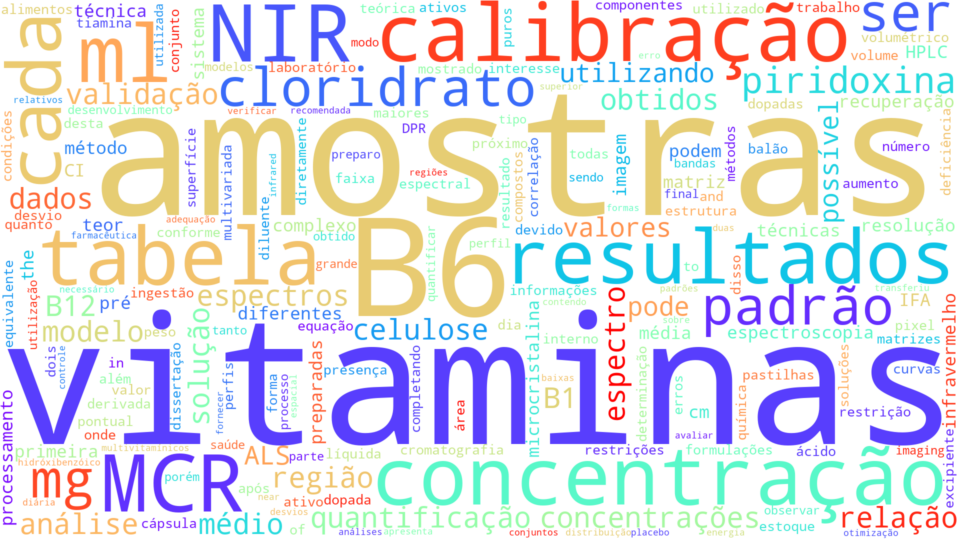 alimentos
técnica
tiamina
ml
utilizada
conjunto
sistema
NIR
modo
calibração
teórica
ativos
puros
componentes
utilizado
trabalho
erro
ser
volumétrico
volume
HPLC
cada
relativos
validação
desenvolvimento
desta
modelos
laboratório
cloridrato
verificar
recomendada
mostrado
interesse
maiores
superior
utilizando
obtidos
dopadas
piridoxina
recuperação
condições
método
CI
dados
desvio
quanto
teor
farmacêutica
amostras
superfície
multivariada
diluente
diretamente
DPR
preparo
faixa
espectral
regiões
próximo
tipo
resultado
compostos
correlação
todas
sendo
imagem
formas
podem
bandas
matriz
final
and
estrutura
métodos
balão
possível
número
aumento
deficiência
adequação
conforme
complexo
obtido
tabela
grande
B6
quantificar
perfil
devido
valores
duas
técnicas
resolução
resultados
informações
to
disso
padrões
transferiu
contendo
sobre
equivalente
utilização
the
necessário
B12
pré
ingestão
espectros
diferentes
modelo
peso
tanto
equação
celulose
dia
interno
microcristalina
pode
média
padrão
espectroscopia
IFA
pixel
matrizes
infravermelho
vitaminas
dois
controle
in
além
valor
derivada
pontual
dissertação
solução
fornecer
perfis
forma
processo
espacial
presença
preparadas
completando
área
baixas
B1
espectro
determinação
erros
cm
química
pastilhas
soluções
curvas
restrição
processamento
primeira
onde
multivitamínicos
hidróxibenzóico
diária
mg
MCR
porém
saúde
ALS
após
near
parte
líquida
região
ativo
dopada
desvios
cromatografia
restrições
avaliar
formulações
ácido
imaging
excipiente
concentração
análise
cápsula
médio
of
quantificação
análises
apresenta
concentrações
conjuntos
distribuição
placebo
energia
observar
estoque
relação
otimização
infrared